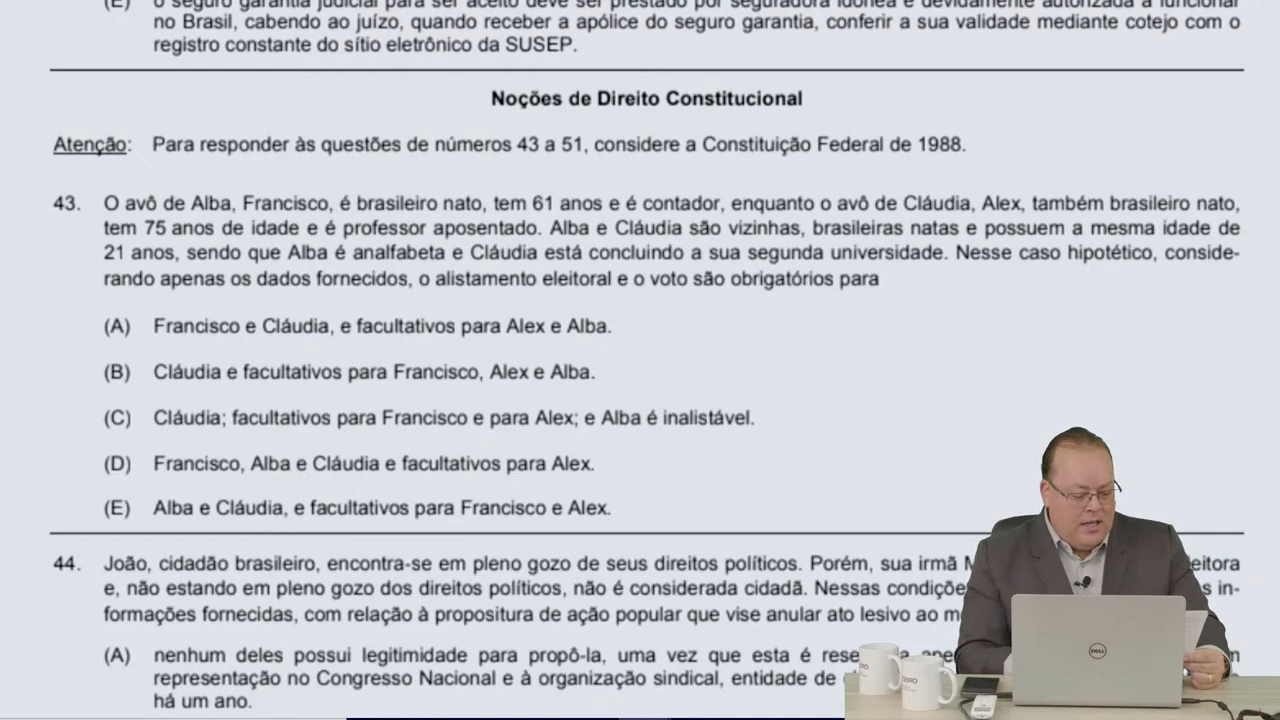 (E) o seguro garantia judicial para ser aceito deve ser prestado por seguradora idônea e devidamente autorizada a funcionar
no Brasil, cabendo ao juízo, quando receber a apólice do seguro garantia, conferir a sua validade mediante cotejo com o
registro constante do sítio eletrônico da SUSEP.
Noções de Direito Constitucional
Atenção: Para responder às questões de números 43 a 51, considere a Constituição Federal de 1988.
43. O avô de Alba, Francisco, é brasileiro nato, tem 61 anos e é contador, enquanto o avô de Cláudia, Alex, também brasileiro nato,
tem 75 anos de idade e é professor aposentado. Alba e Cláudia são vizinhas, brasileiras natas e possuem a mesma idade de
21 anos, sendo que Alba é analfabeta e Cláudia está concluindo a sua segunda universidade. Nesse caso hipotético, conside-
rando apenas os dados fornecidos, o alistamento eleitoral e o voto são obrigatórios para
(A) Francisco e Cláudia, e facultativos para Alex e Alba.
(B) Cláudia e facultativos para Francisco, Alex e Alba.
(C) Cláudia; facultativos para Francisco e para Alex; e Alba é inalistável.
(D) Francisco, Alba e Cláudia e facultativos para Alex.
(E) Alba e Cláudia, e facultativos para Francisco e Alex.
44. João, cidadão brasileiro, encontra-se em pleno gozo de seus direitos políticos. Porém, sua irmã
e, não estando em pleno gozo dos direitos políticos, não é considerada cidadã. Nessas in-
formações fornecidas, com relação à propositura de ação popular que vise anular ato lesivo ao
(A) nenhum deles possui legitimidade para propô-la, uma vez que esta é
representação no Congresso Nacional e à organização sindical, entidade de
há um ano.
DELL